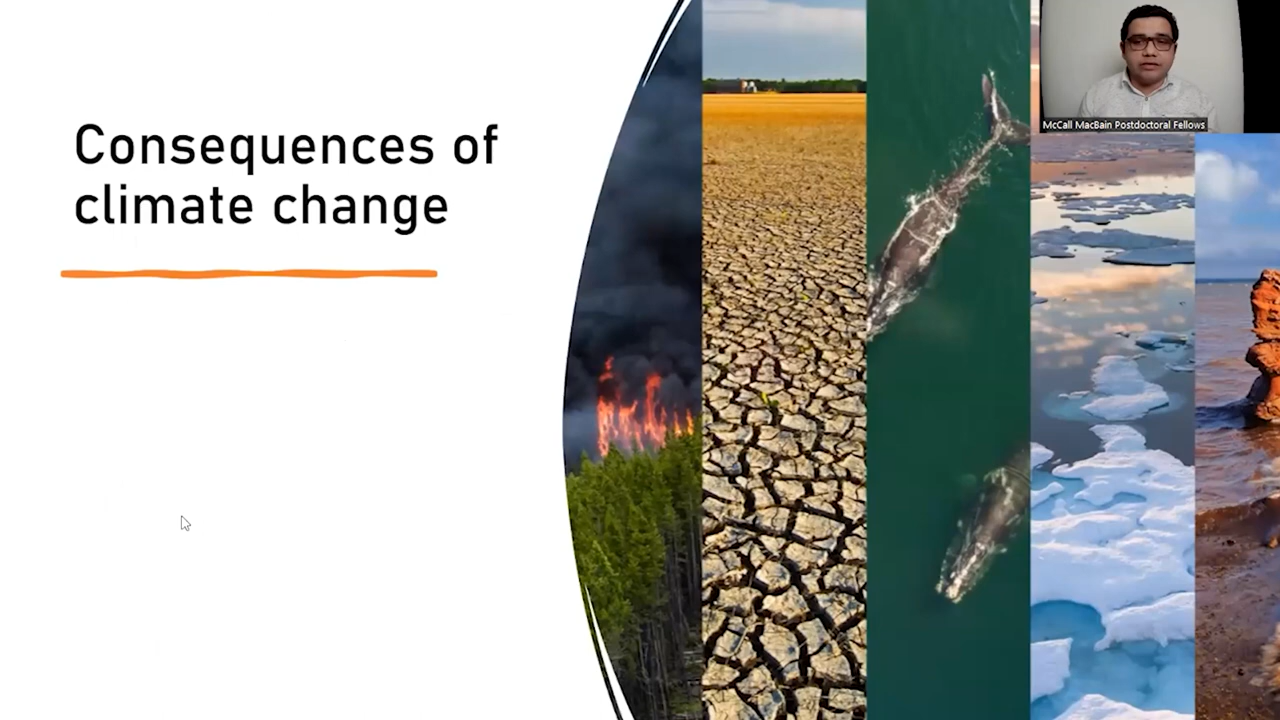 Consequences of
climate change
McCall MacBain Postdoctoral Fellows